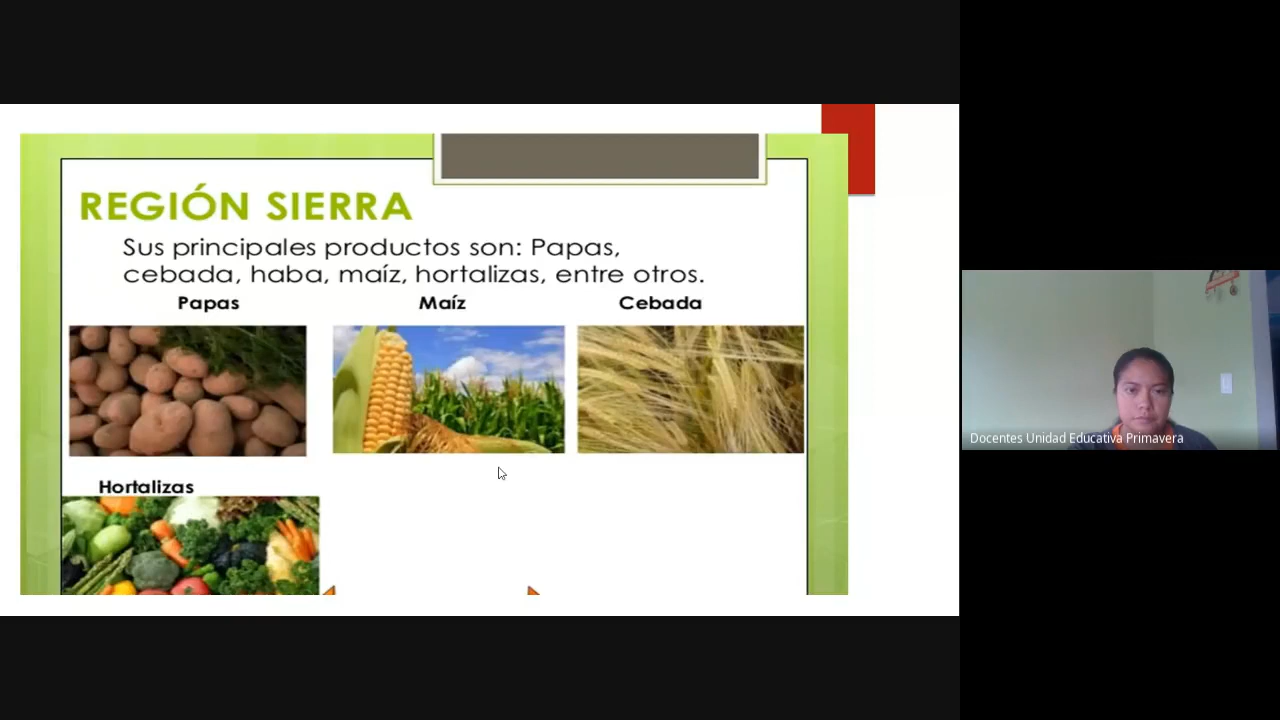 REGIÓN SIERRA
Sus principales productos son: Papas,
cebada, haba, maíz, hortalizas, entre otros.
Papas
Maíz
Cebada
Hortalizas
Docentes Unidad Educativa Primavera